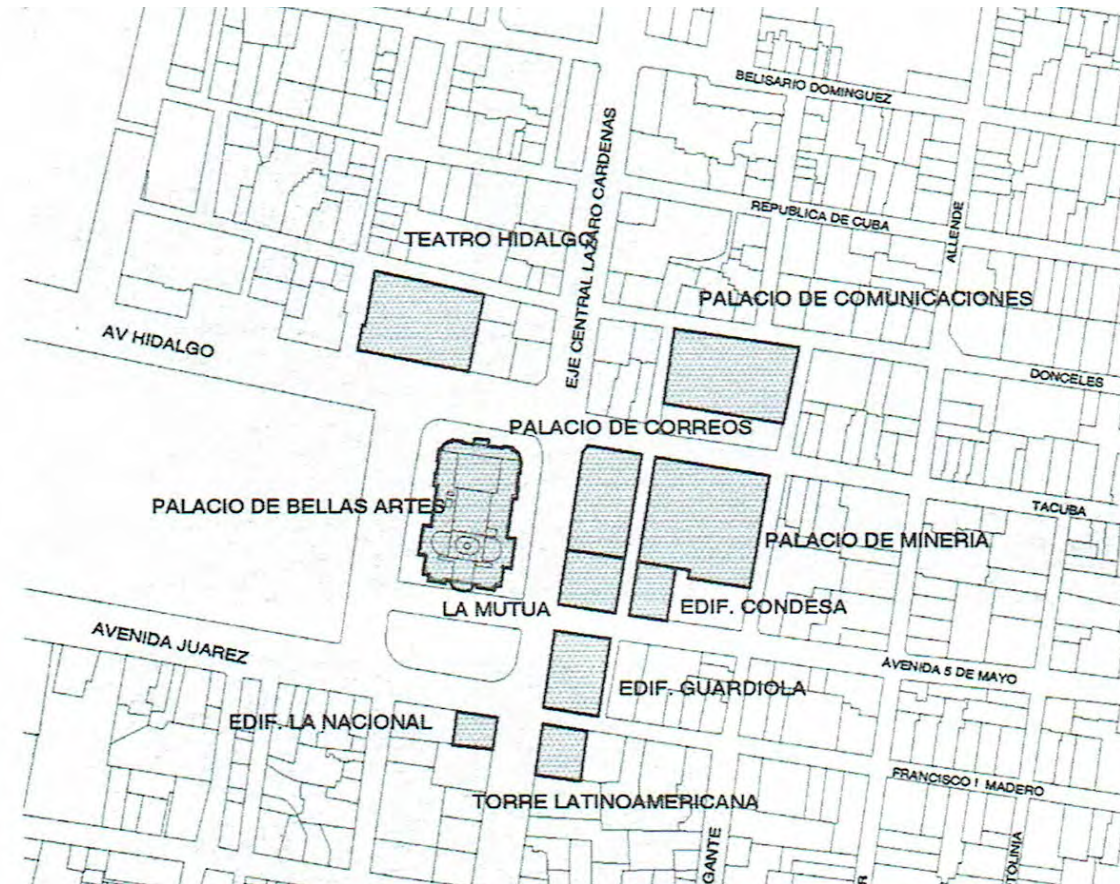 BELISARIO DOMINGUEZ
EJE CENTRAL LAZARO CARDENAS
REPUBLICA DE CUBA
ALLENDE
TEATRO HIDALGO
PALACIO DE COMUNICACIONES
AV HIDALGO
DONCELES
PALACIO DE CORREOS
PALACIO DE BELLAS ARTES
TACUBA
PALACIO DE MINERIA
LA MUTUA
EDIF. CONDESA
AVENIDA JUAREZ
AVENIDA 5 DE MAYO
EDIF. GUARDIOLA
EDIF. LA NACIONAL
FRANCISCO I MADERO
TORRE LATINOAMERICANA
GANTE
R
TOLINIA